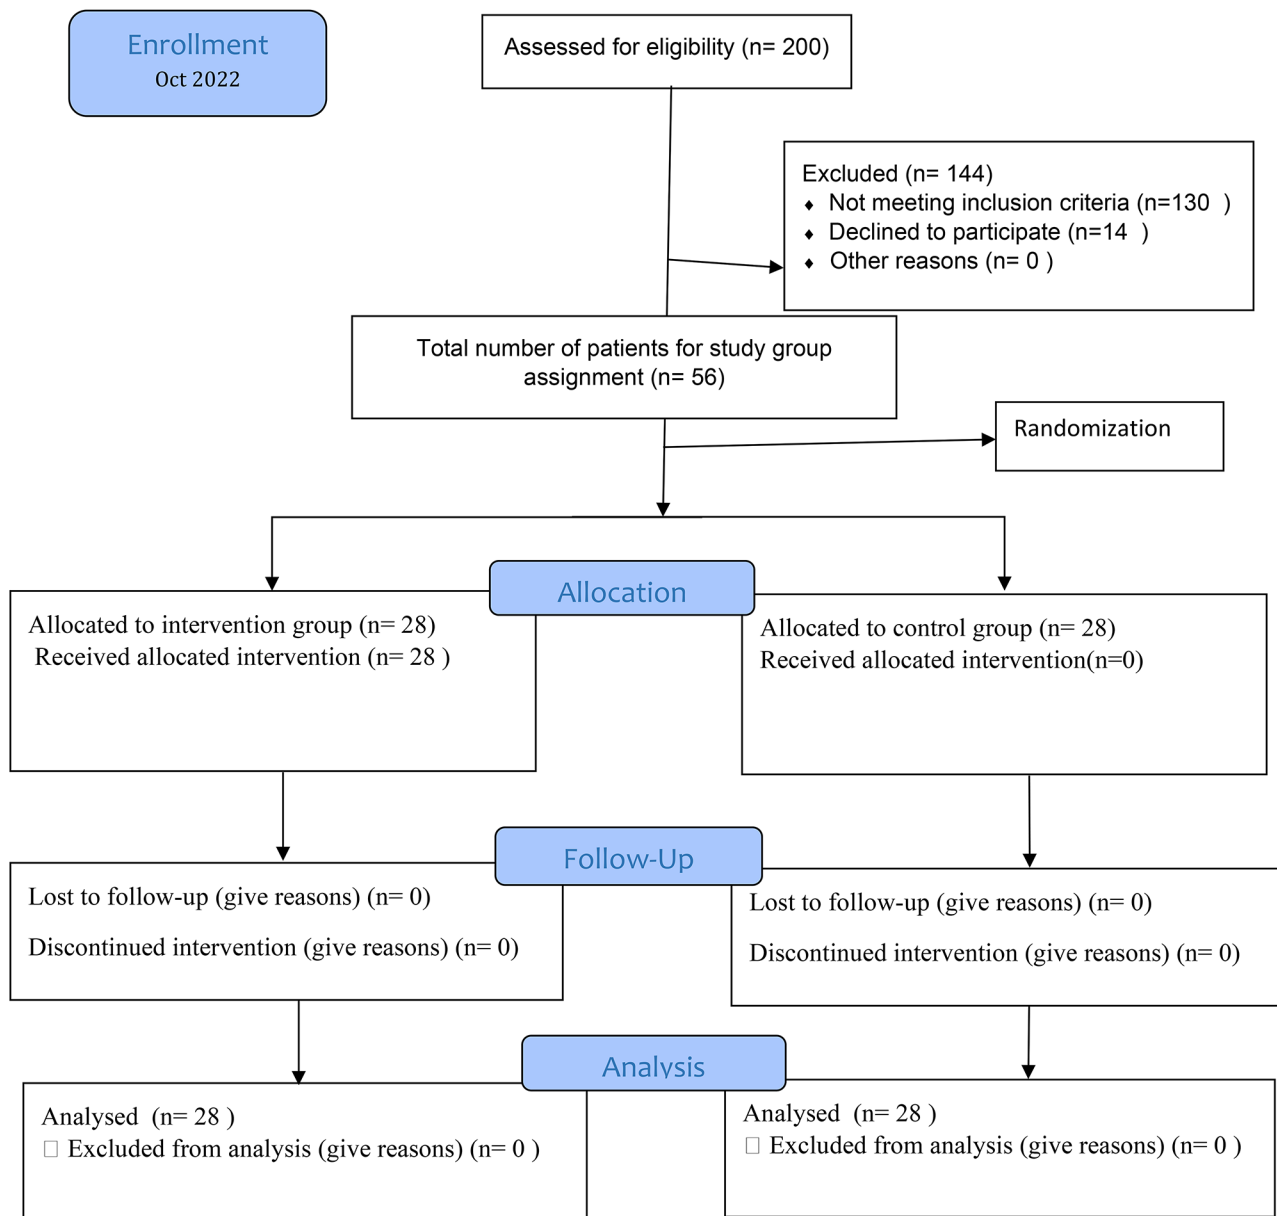 Enrollment
Oct 2022
Assessed for eligibility (n= 200)
Excluded (n= 144)
♦ Not meeting inclusion criteria (n=130 )
♦ Declined to participate (n=14 )
♦ Other reasons (n= 0 )
Total number of patients for study group
assignment (n= 56)
Randomization
Allocation
Allocated to intervention group (n= 28)
Received allocated intervention (n= 28 )
Allocated to control group (n= 28)
Received allocated intervention(n=0)
Follow-Up
Lost to follow-up (give reasons) (n= 0)
Discontinued intervention (give reasons) (n= 0)
Lost to follow-up (give reasons) (n= 0)
Discontinued intervention (give reasons) (n= 0)
Analysis
Analysed (n= 28 )
□ Excluded from analysis (give reasons) (n= 0 )
Analysed (n= 28 )
□ Excluded from analysis (give reasons) (n= 0 )